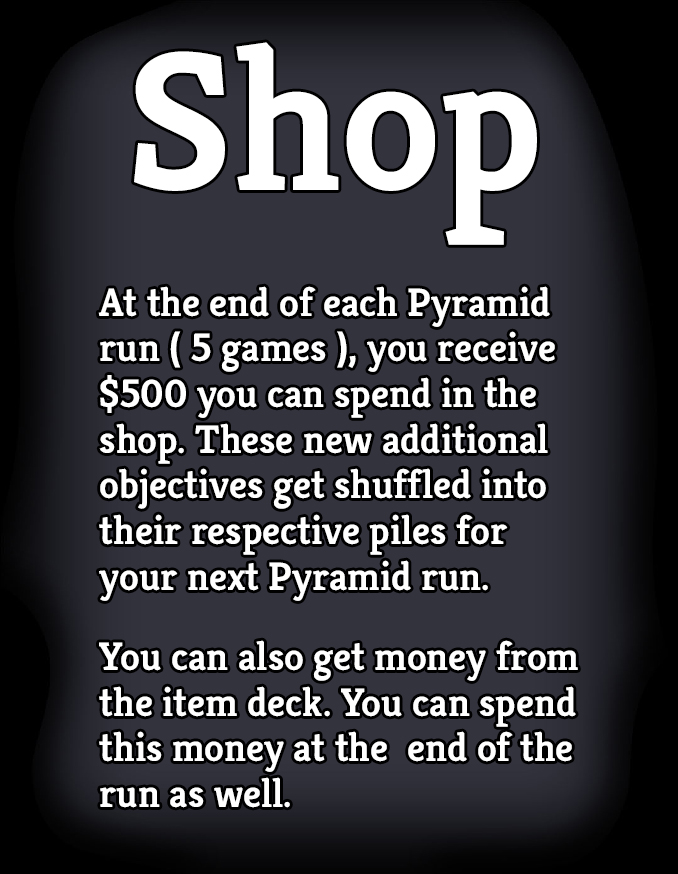 Shop
At the end of each Pyramid
run ( 5 games ), you receive
$500 you can spend in the
shop. These new additional
objectives get shuffled into
their respective piles for
your next Pyramid run.
You can also get money from
the item deck. You can spend
this money at the  end of the
run as well.